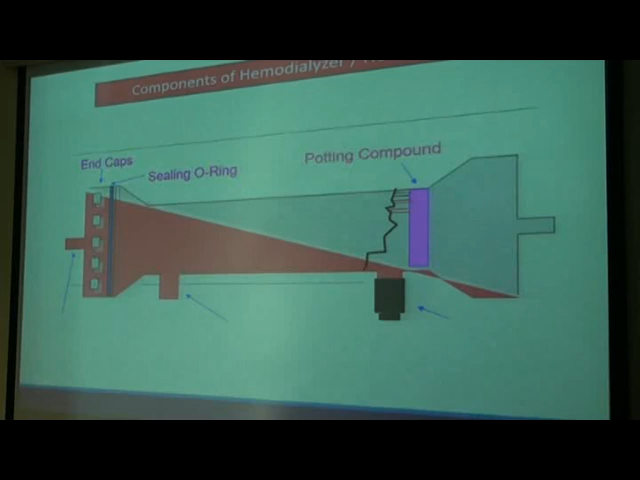 Components of Hemodialyzer /
End Caps
Sealing O-Ring
Potting Compound